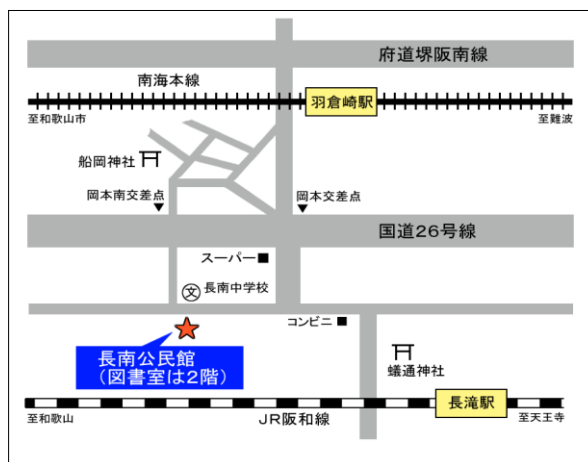 府道堺阪南線
南海本線
羽倉崎駅
至和歌山市
至難波
船岡神社
岡本南交差点
岡本交差点
国道26号線
スーパー
文
長南中学校
コンビニ
長南公民館
(図書室は2階)
蟻通神社
長滝駅
至和歌山
JR阪和線
至天王寺